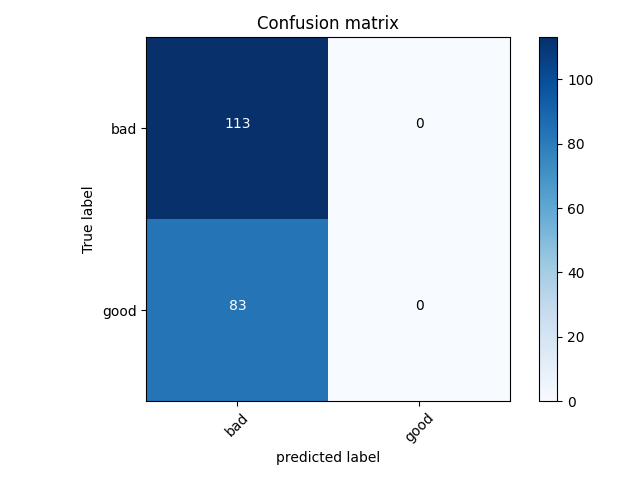 Confusion matrix
True label
bad
113
0
good
83
0
bad
good
predicted label
100
80
60
40
20
0